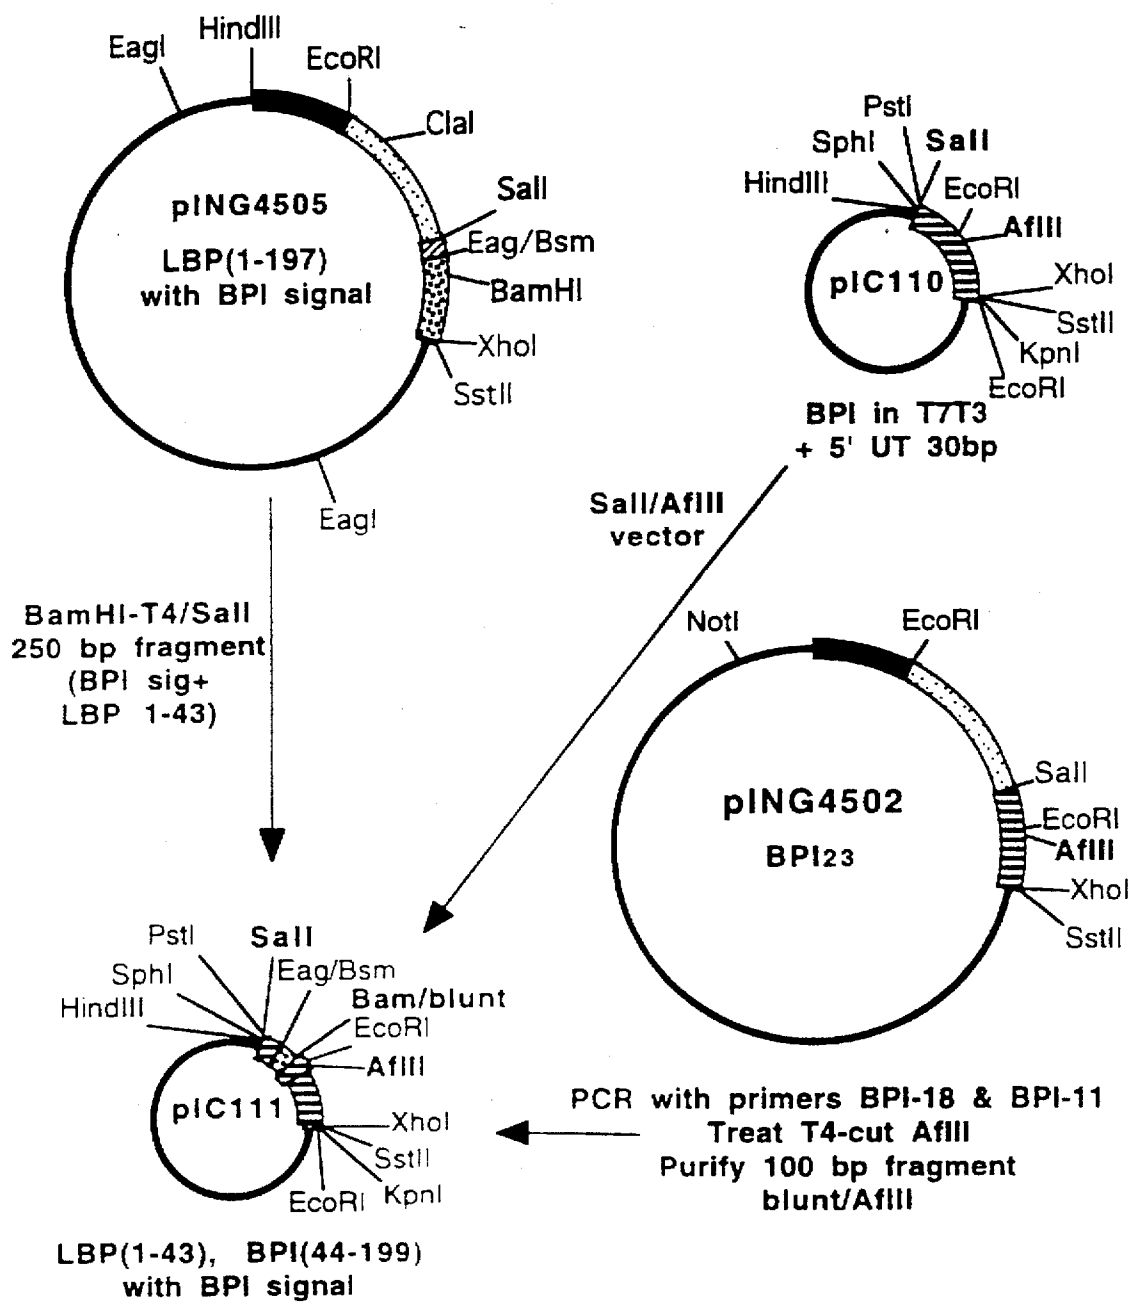 HindIII
EagI
EcoRI
ClaI
pING4505
LBP(1-197)
with BPI signal
SalI
Eag/Bsm
BamHI
XhoI
SstII
EagI
PstI
SphI
SalI
HindIII
EcoRI
AflII
pIC110
XhoI
SstII
KpnI
EcoRI
BPI in T7T3
+ 5' UT 30bp
SalI/AflII
vector
BamHI-T4/SalI
250 bp fragment
(BPI sig+
LBP 1-43)
NotI
EcoRI
pING4502
BPI23
SalI
EcoRI
AflII
XhoI
SstII
PstI
SalI
SphI
Eag/Bsm
HindIII
Bam/blunt
EcoRI
AflII
pIC111
XhoI
SstII
KpnI
EcoRI
PCR with primers BPI-18 & BPI-11
Treat T4-cut AflII
Purify 100 bp fragment
blunt/AflII
LBP(1-43), BPI(44-199)
with BPI signal